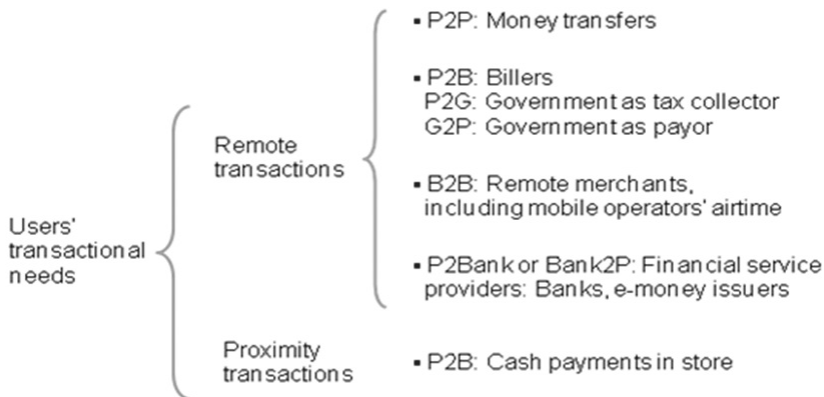 Users'
transactional
needs
Remote
transactions
▪ P2P: Money transfers
▪ P2B: Billers
P2G: Government as tax collector
G2P: Government as payor
▪ B2B: Remote merchants,
including mobile operators' airtime
▪ P2Bank or Bank2P: Financial service
providers: Banks, e-money issuers
Proximity
transactions
▪ P2B: Cash payments in store